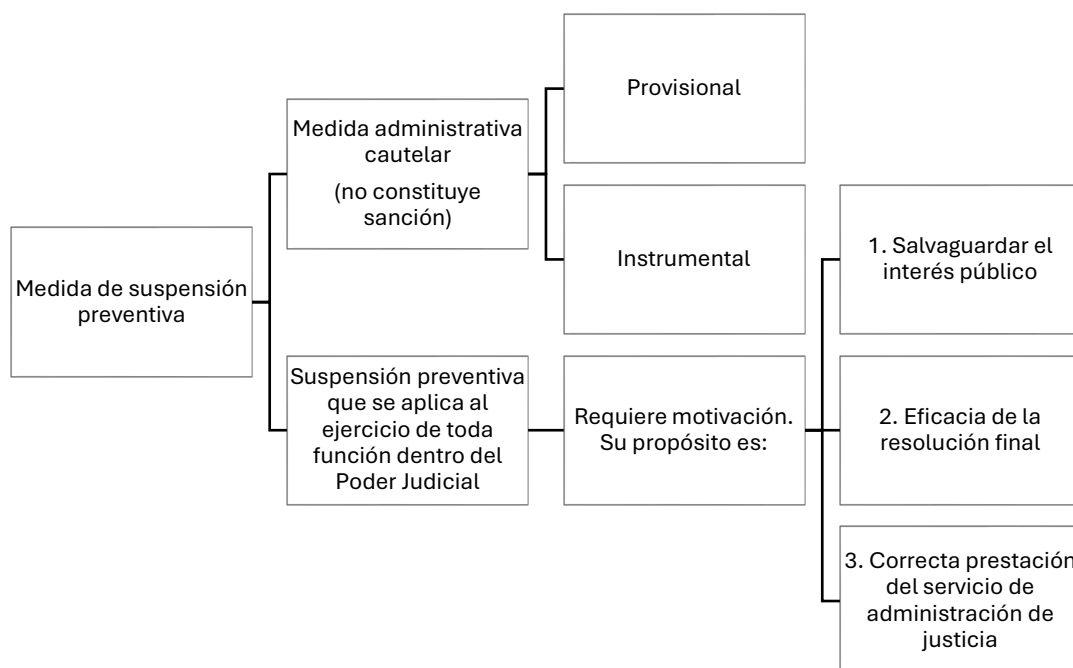 Medida de suspensión
preventiva
Medida administrativa
cautelar
(no constituye
sanción)
Provisional
Instrumental
Suspensión preventiva
que se aplica al
ejercicio de toda
función dentro del
Poder Judicial
Requiere motivación.
Su propósito es:
1. Salvaguardar el
interés público
2. Eficacia de la
resolución final
3. Correcta prestación
del servicio de
administración de
justicia